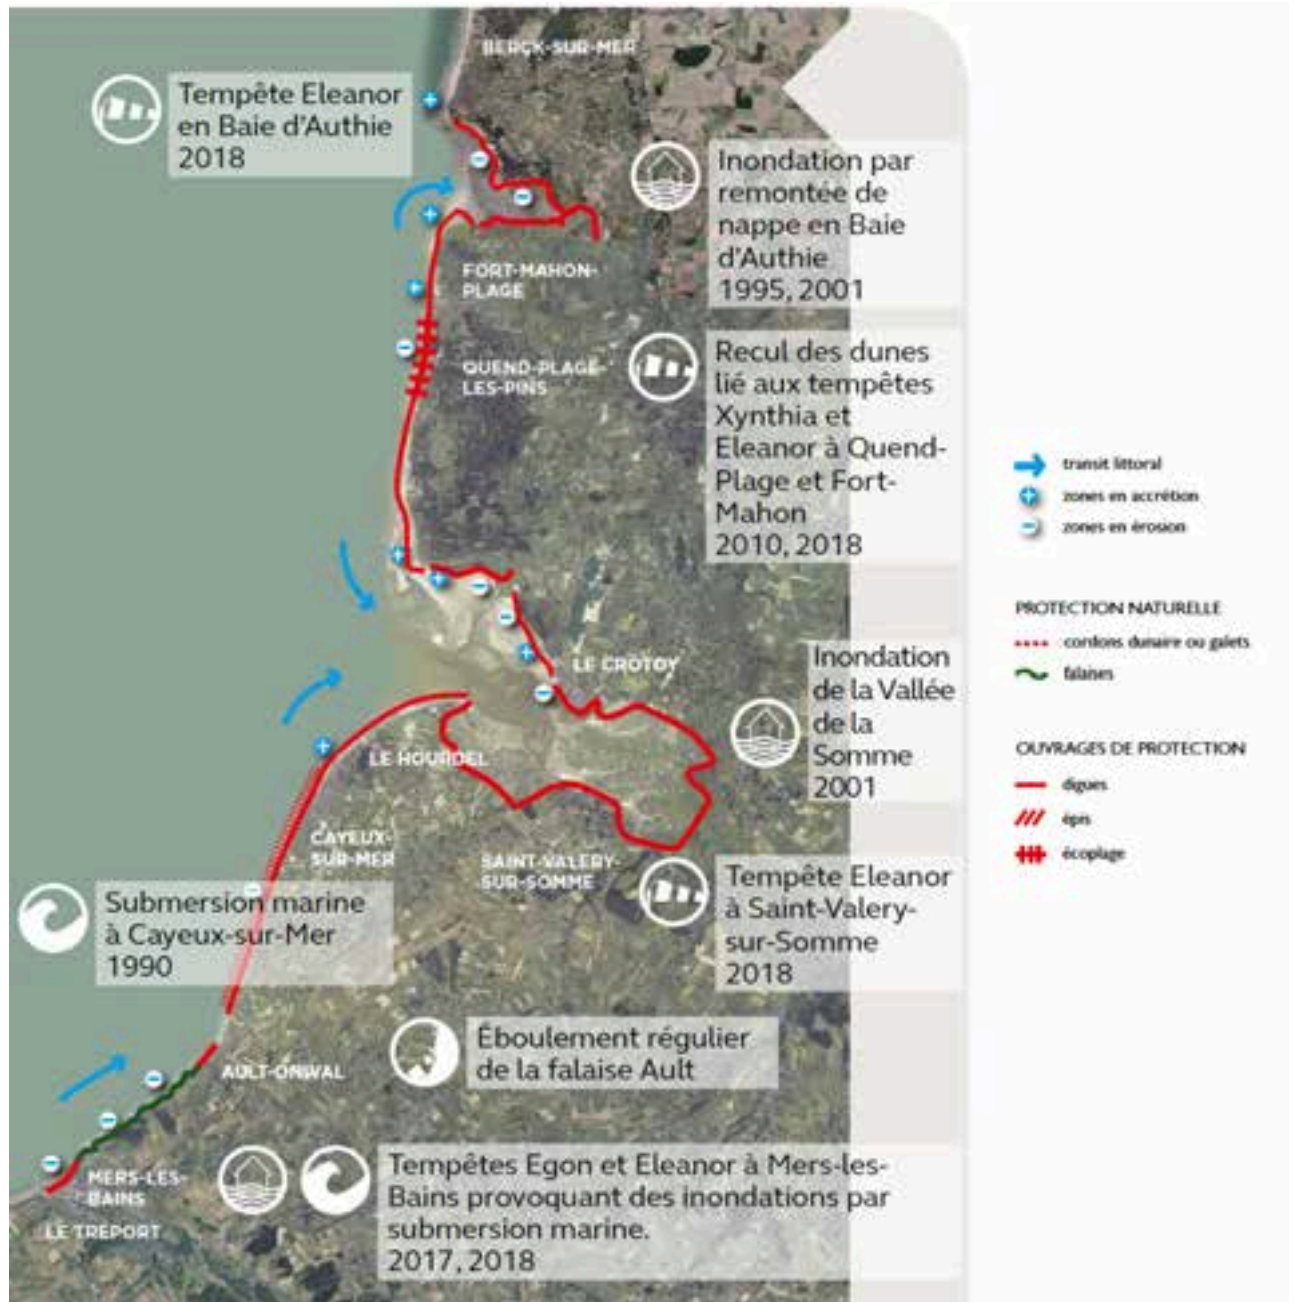 BERCK-SUR-MER
Tempête Eleanor
en Baie d'Authie
2018
Inondation par
remontée de
nappe en Baie
d'Authie
1995, 2001
FORT-MAHON-
PLAGE
Recul des dunes
lié aux tempêtes
Xynthia et
Eleanor à Quend-
Plage et Fort-
Mahon
2010, 2018
QUEND-PLAGE-
LES-PINS
transit littoral
zones en accrétion
zones en érosion
PROTECTION NATURELLE
cordons dunaire ou galets
falaises
OUVRAGES DE PROTECTION
digues
épis
écoplage
LE CROTOY
Inondation
de la Vallée
de la
Somme
2001
LE HOURDEL
CAYEUX-
SUR-MER
SAINT-VALERY-
SUR-SOMME
Tempête Eleanor
à Saint-Valery-
sur-Somme
2018
Submersion marine
à Cayeux-sur-Mer
1990
AULT-ONIVAL
Éboulement régulier
de la falaise Ault
MERS-LES-
BAINS
LE TREPORT
Tempêtes Egon et Eleanor à Mers-les-
Bains provoquant des inondations par
submersion marine.
2017, 2018